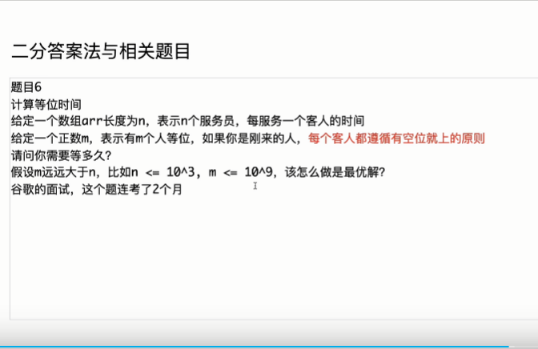 二分答案法与相关题目
题目6
计算等位时间
给定一个数组arr长度为n，表示n个服务员，每服务一个客人的时间
给定一个正数m，表示有m个人等位，如果你是刚来的人，每个客人都遵循有空位就上的原则
请问你需要等多久？
假设m远远大于n，比如n <= 10^3, m <= 10^9，该怎么做是最优解？
谷歌的面试，这个题连考了2个月